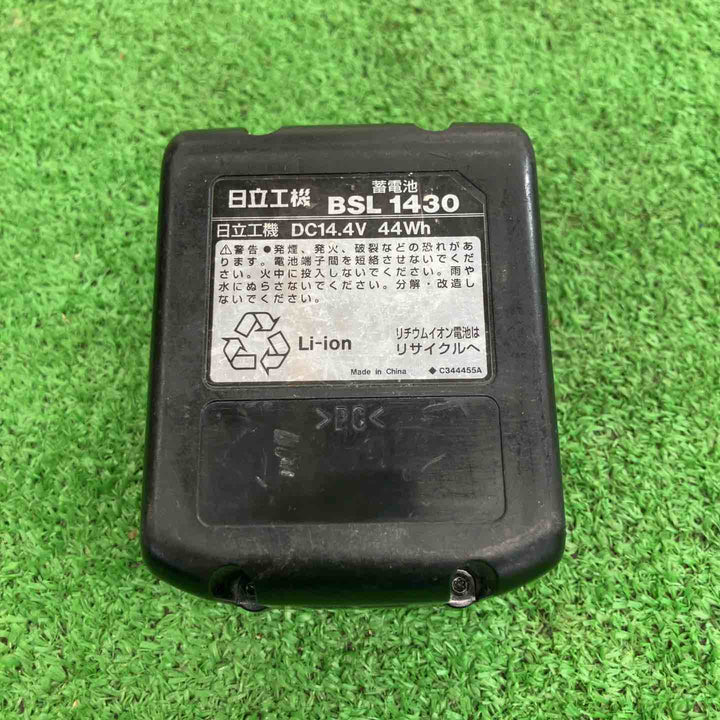 蓄電池
日立工機 BSL 1430
日立工機 DC14.4V 44Wh
⚠警告 ●発煙、発火、破裂などの恐れがあ
ります。電池端子間を短絡させないでくだ
さい。火中に投入しないでください。雨や
水にぬらさないでください。分解・改造し
ないでください。
Li-ion
リチウムイオン電池は
リサイクルへ
Made in China
◆ C344455A
>PC<